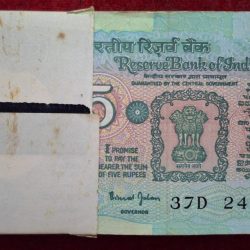 रतीय रिज़र्व बैंक
Reserve Bank of Ind
केन्द्रीय सरकार द्वारा प्रत्याभूत
GUARANTEED BY THE CENTRAL GOVERNMENT
5
I PROMISE
TO PAY THE
BEARER THE SUM
OF FIVE RUPEES
GOVERNOR
37D 24